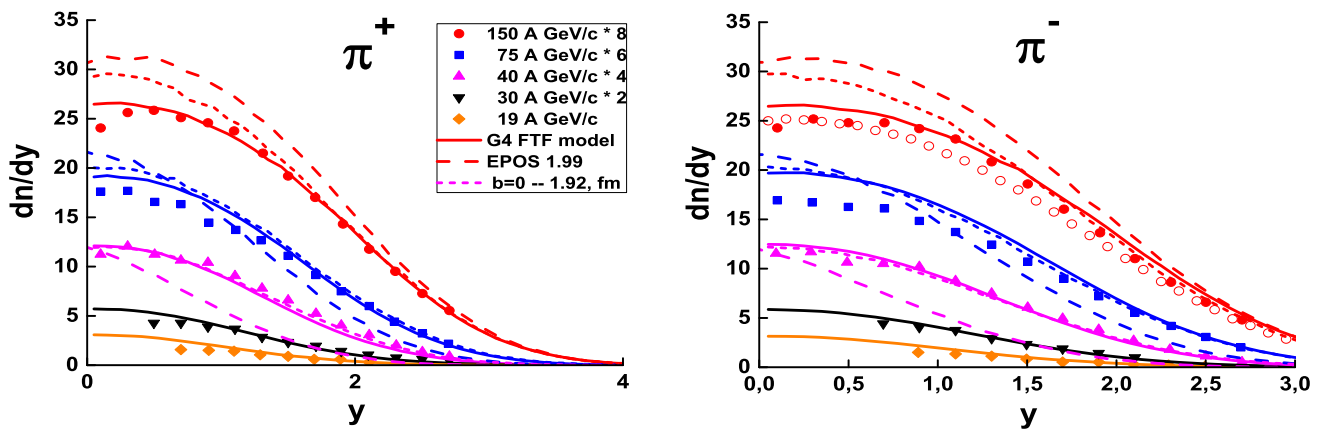 π+
π-
35
30
25
20
15
10
5
0
dn/dy
0
2
4
y
150 A GeV/c * 8
75 A GeV/c * 6
40 A GeV/c * 4
30 A GeV/c * 2
19 A GeV/c
G4 FTF model
EPOS 1.99
b=0 -- 1.92, fm
35
30
25
20
15
10
5
0
dn/dy
0,0
0,5
1,0
1,5
2,0
2,5
3,0
y